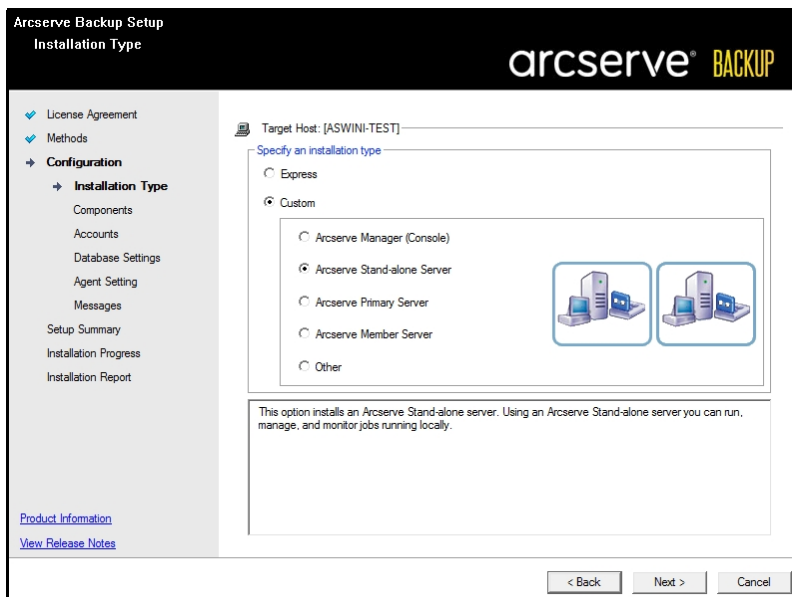 Arcserve Backup Setup
Installation Type
arcserve® BACKUP
License Agreement
Methods
Configuration
Installation Type
Components
Accounts
Database Settings
Agent Setting
Messages
Setup Summary
Installation Progress
Installation Report
Product Information
View Release Notes
Target Host: [ASWINI-TEST]
Specify an installation type
Express
Custom
Arcserve Manager (Console)
Arcserve Stand-alone Server
Arcserve Primary Server
Arcserve Member Server
Other
This option installs an Arcserve Stand-alone server. Using an Arcserve Stand-alone server you can run,
manage, and monitor jobs running locally.
< Back
Next >
Cancel